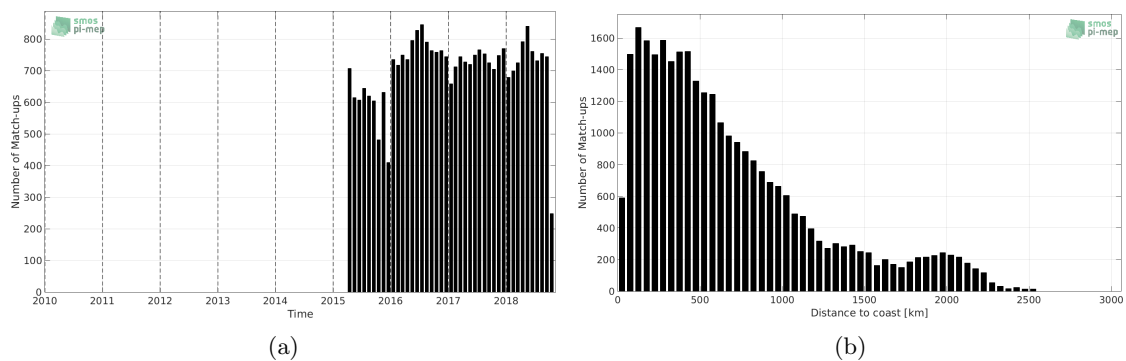 smos
pi-mep
Number of Match-ups
800
700
600
500
400
300
200
100
0
2010 2011 2012 2013 2014 2015 2016 2017 2018
Time
(a)
smos
pi-mep
Number of Match-ups
1600
1400
1200
1000
800
600
400
200
0
0 500 1000 1500 2000 2500 3000
Distance to coast [km]
(b)